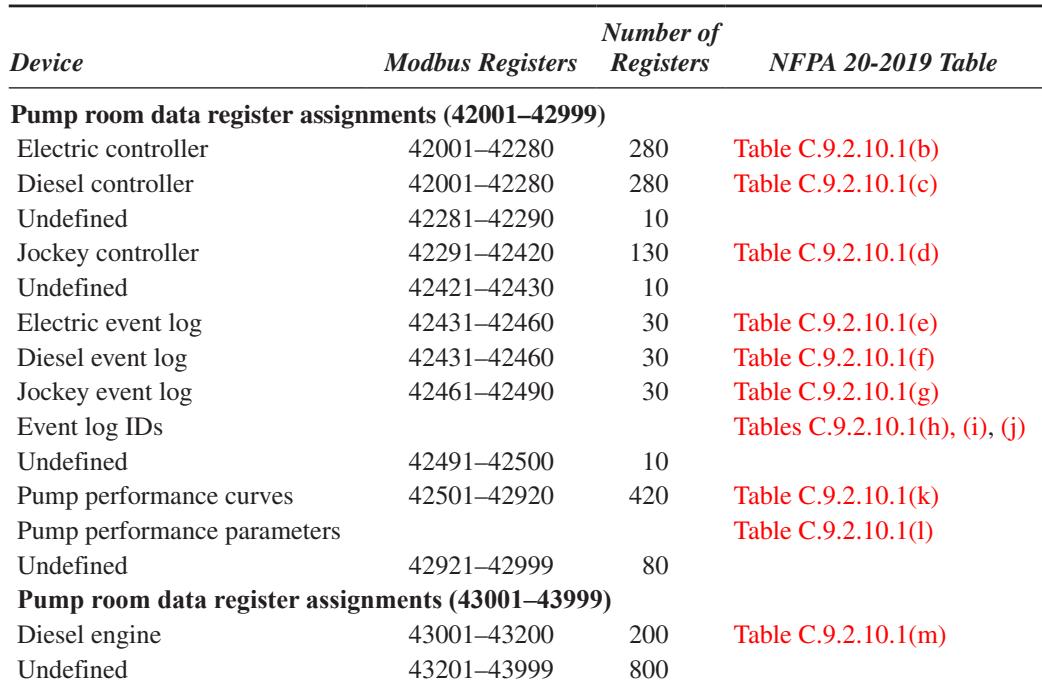 Number of
Device Modbus Registers Registers NFPA 20-2019 Table
Pump room data register assignments (42001–42999)
Electric controller 42001–42280 280 Table C.9.2.10.1(b)
Diesel controller 42001–42280 280 Table C.9.2.10.1(c)
Undefined 42281–42290 10
Jockey controller 42291–42420 130 Table C.9.2.10.1(d)
Undefined 42421–42430 10
Electric event log 42431–42460 30 Table C.9.2.10.1(e)
Diesel event log 42431–42460 30 Table C.9.2.10.1(f)
Jockey event log 42461–42490 30 Table C.9.2.10.1(g)
Event log IDs Tables C.9.2.10.1(h), (i), (j)
Undefined 42491–42500 10
Pump performance curves 42501–42920 420 Table C.9.2.10.1(k)
Pump performance parameters Table C.9.2.10.1(l)
Undefined 42921–42999 80
Pump room data register assignments (43001–43999)
Diesel engine 43001–43200 200 Table C.9.2.10.1(m)
Undefined 43201–43999 800